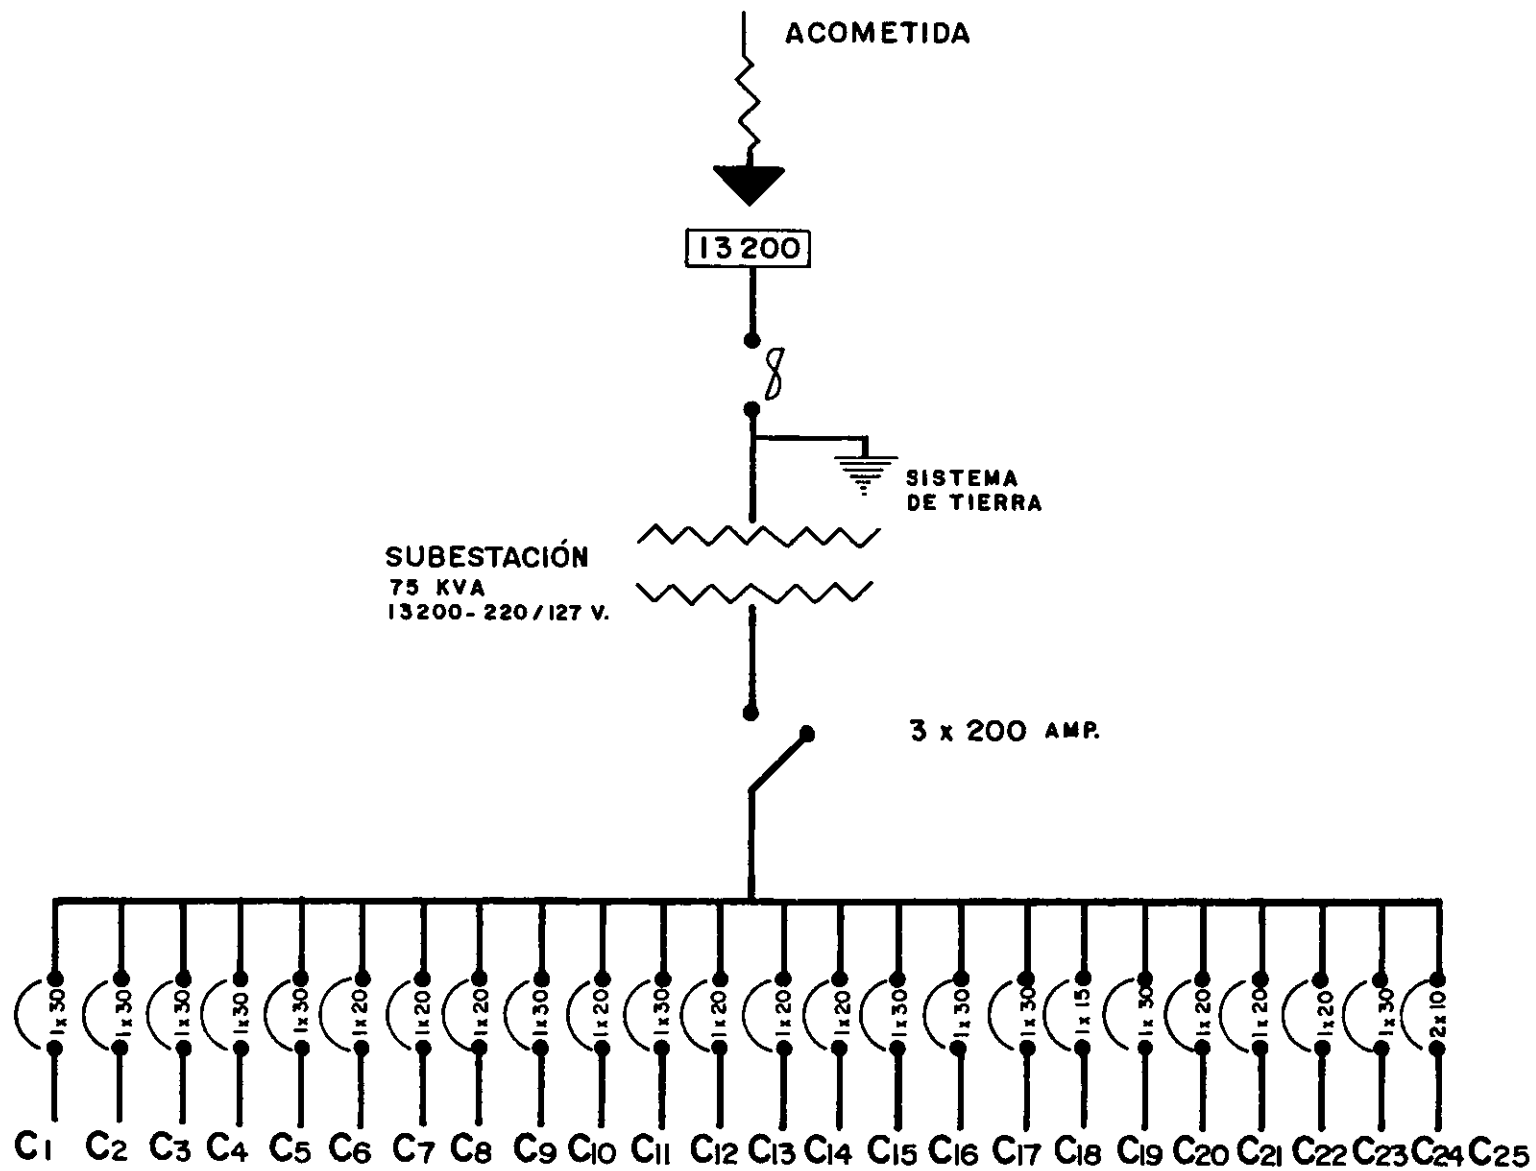 ACOMETIDA
13200
SISTEMA
DE TIERRA
SUBESTACIÓN
75 KVA
13200-220/127 V.
3 x 200 AMP.
1x30 1x30 1x30 1x30 1x30 1x20 1x20 1x20 1x30 1x20 1x30 1x20 1x20 1x20 1x30 1x30 1x30 1x15 1x30 1x20 1x20 1x20 1x30 2x10
C1 C2 C3 C4 C5 C6 C7 C8 C9 C10 C11 C12 C13 C14 C15 C16 C17 C18 C19 C20 C21 C22 C23 C24 C25